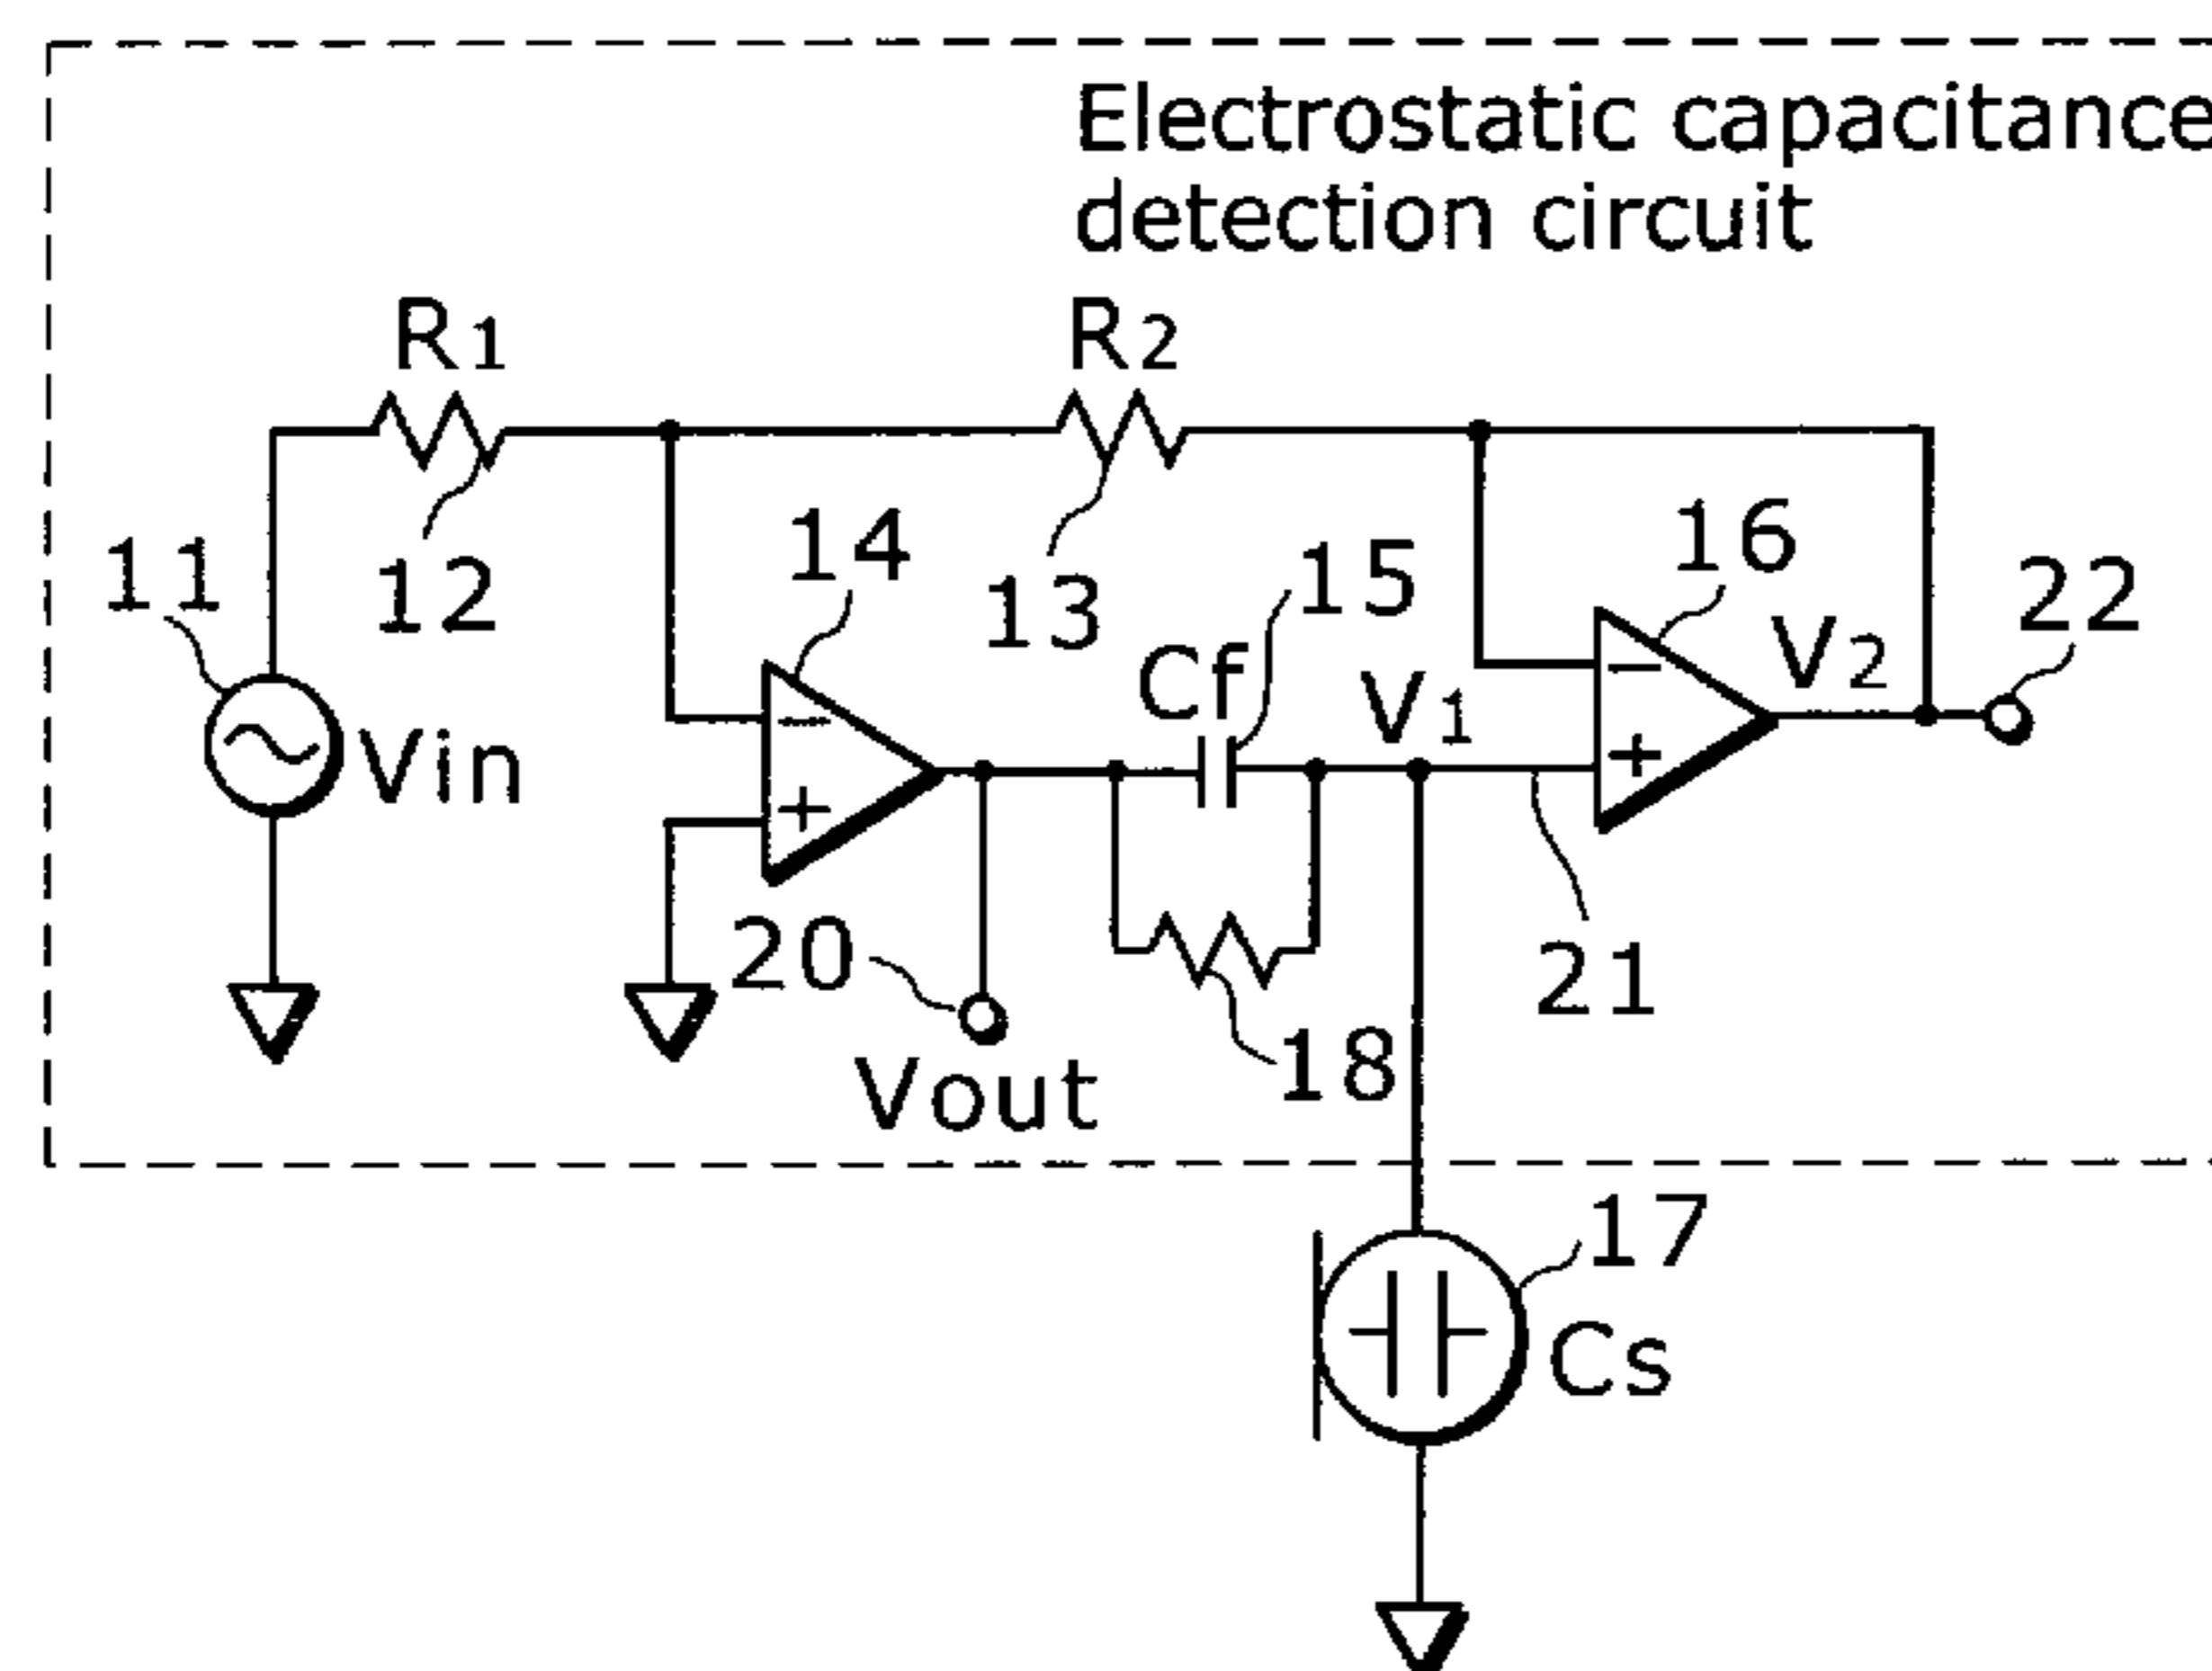 Electrostatic capacitance
detection circuit
R1
R2
11
12
14
13
15
16
22
Cf
V1
V2
Vin
20
21
18
Vout
17
Cs